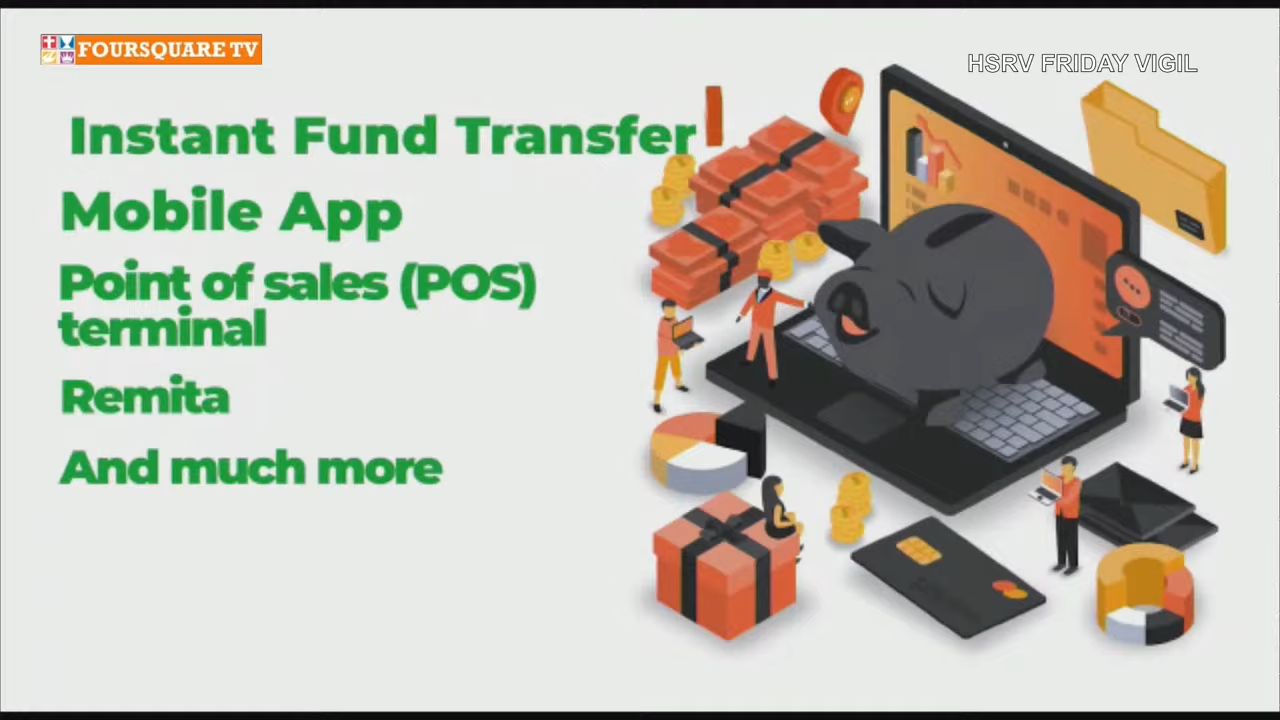 FOURSQUARE TV
HSRV FRIDAY VIGIL
Instant Fund Transfer
Mobile App
Point of sales (POS)
terminal
Remita
And much more